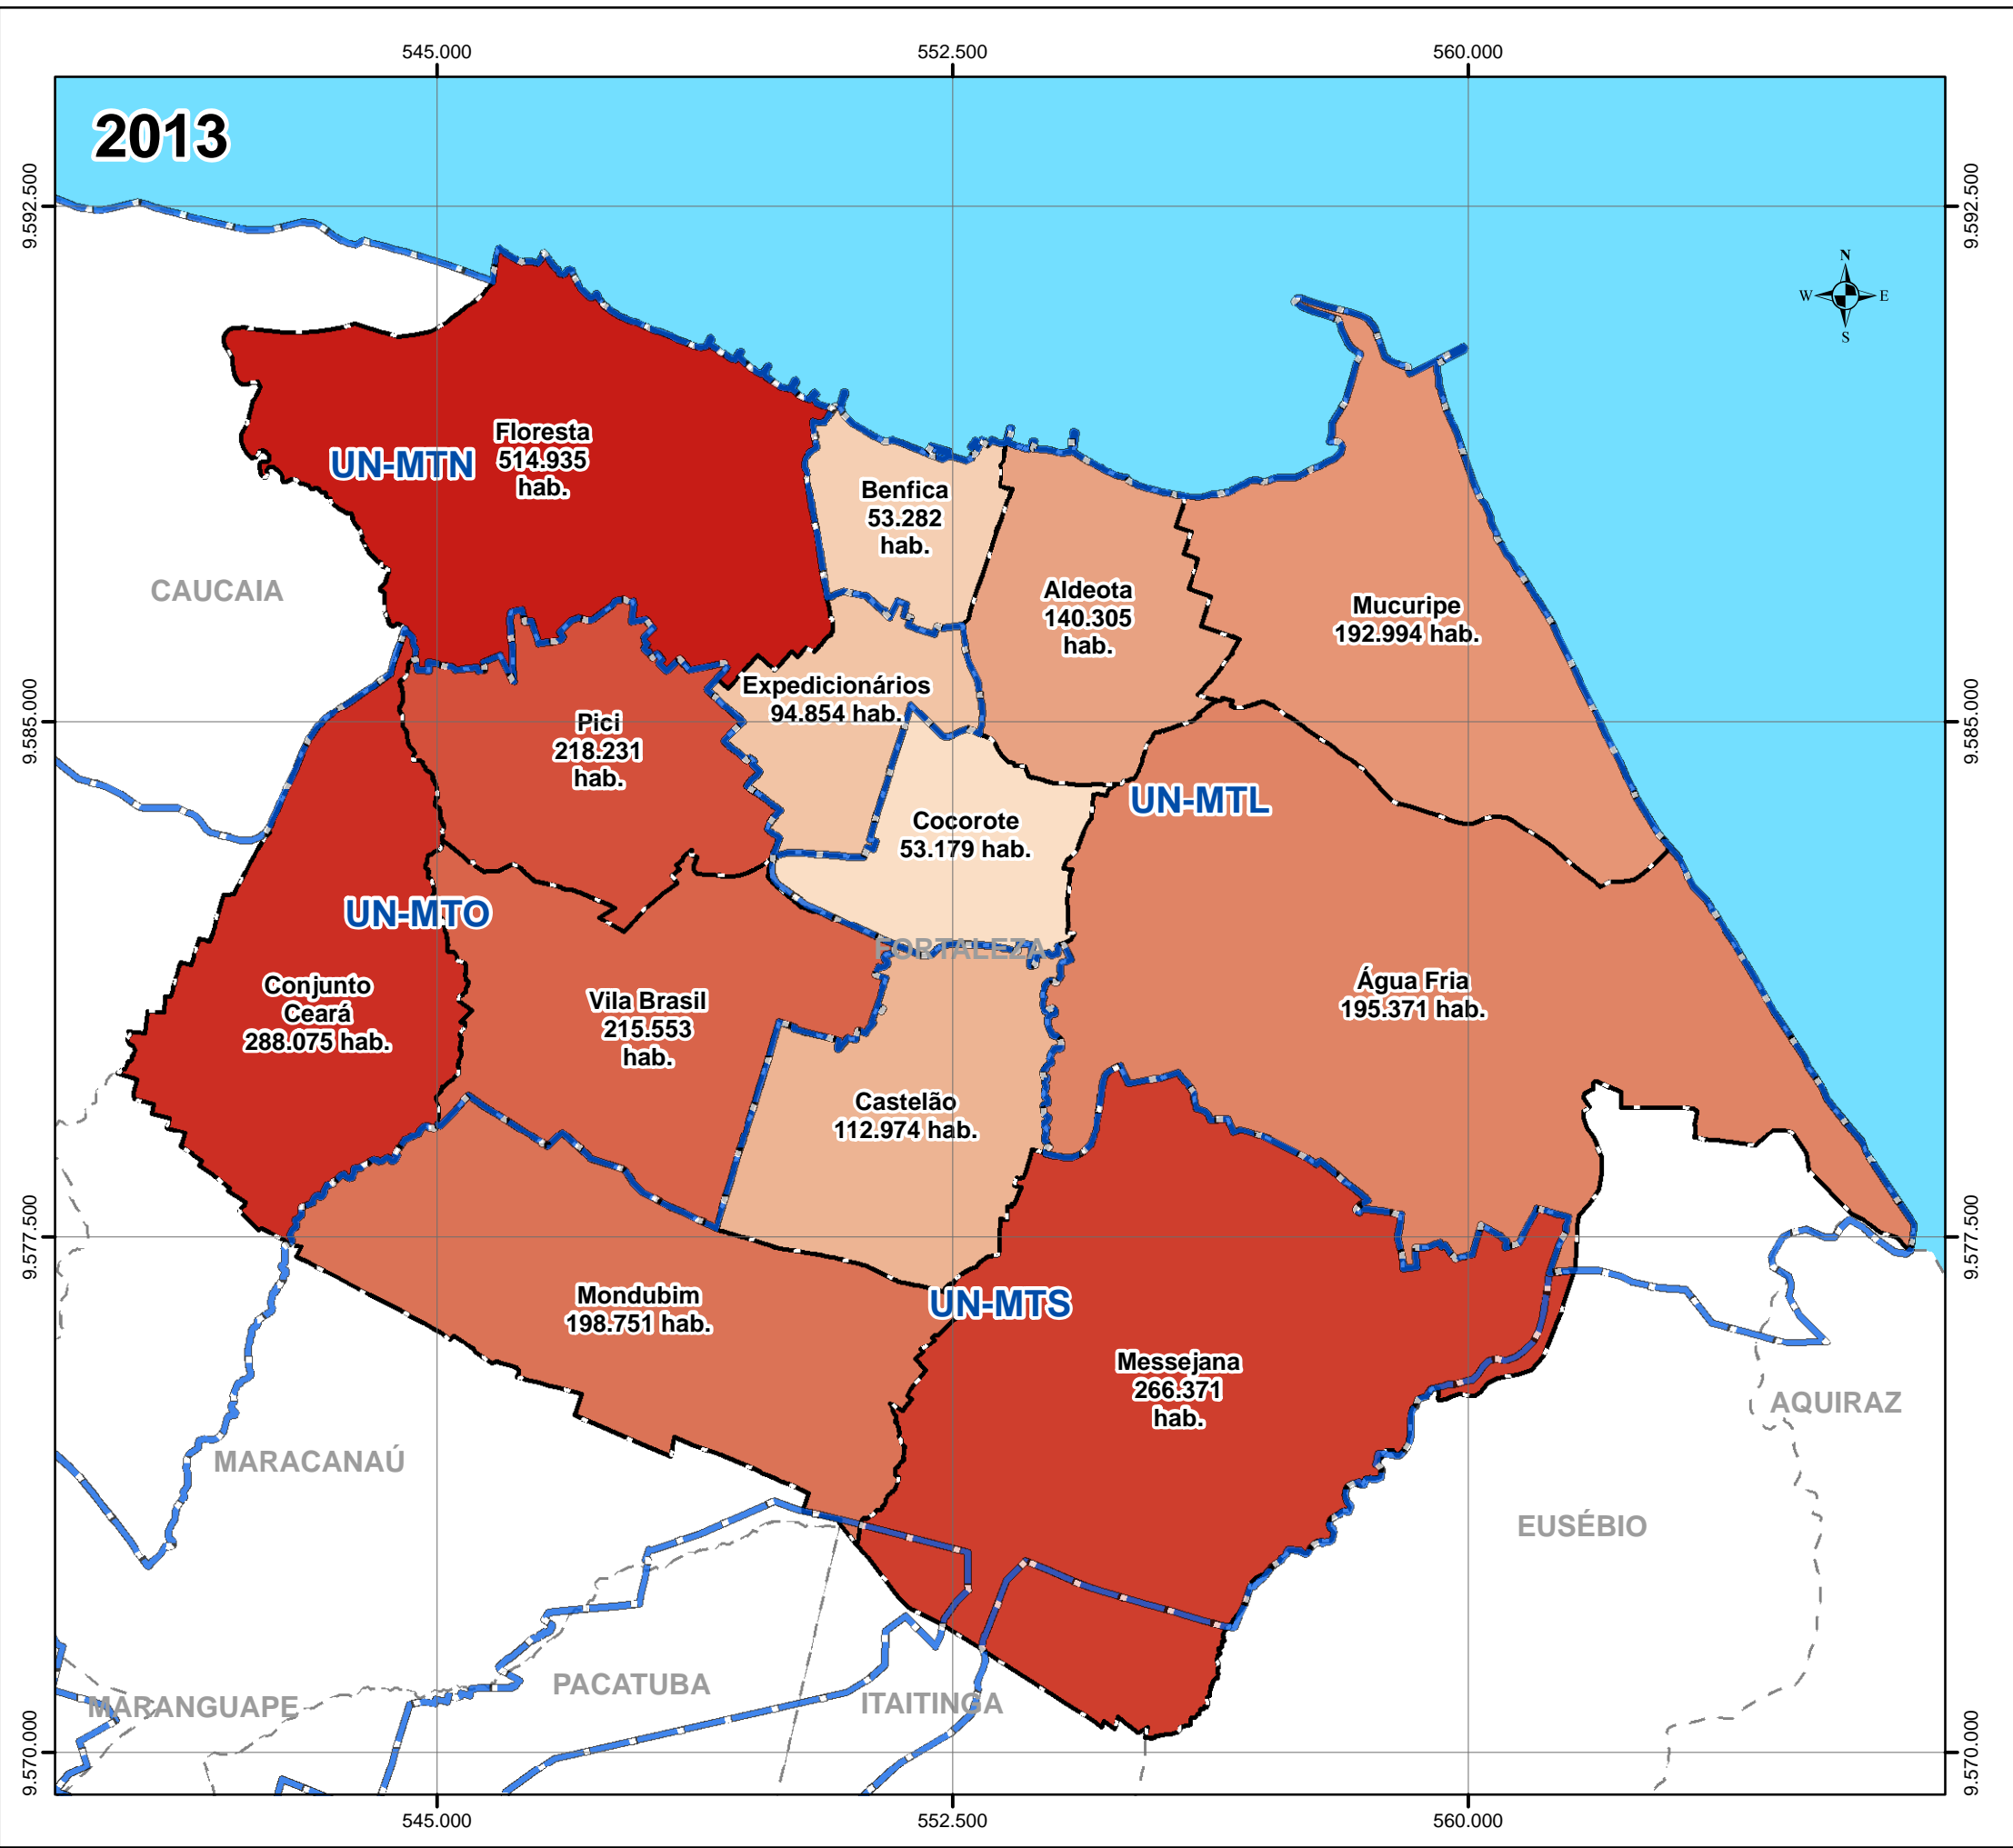 545.000
552.500
560.000
2013
9.592.500
9.592.500
N
W
E
S
Floresta
514.935
hab.
UN-MTN
Benfica
53.282
hab.
CAUCAIA
Aldeota
140.305
hab.
Mucuripe
192.994 hab.
Expedicionários
94.854 hab.
9.585.000
9.585.000
Pici
218.231
hab.
UN-MTL
Cocorote
53.179 hab.
UN-MTO
FORTALEZA
Conjunto
Ceará
288.075 hab.
Vila Brasil
215.553
hab.
Água Fria
195.371 hab.
Castelão
112.974 hab.
9.577.500
9.577.500
Mondubim
198.751 hab.
UN-MTS
Messejana
266.371
hab.
AQUIRAZ
MARACANAÚ
EUSÉBIO
PACATUBA
MARANGUAPE
ITAITINGA
9.570.000
9.570.000
545.000
552.500
560.000